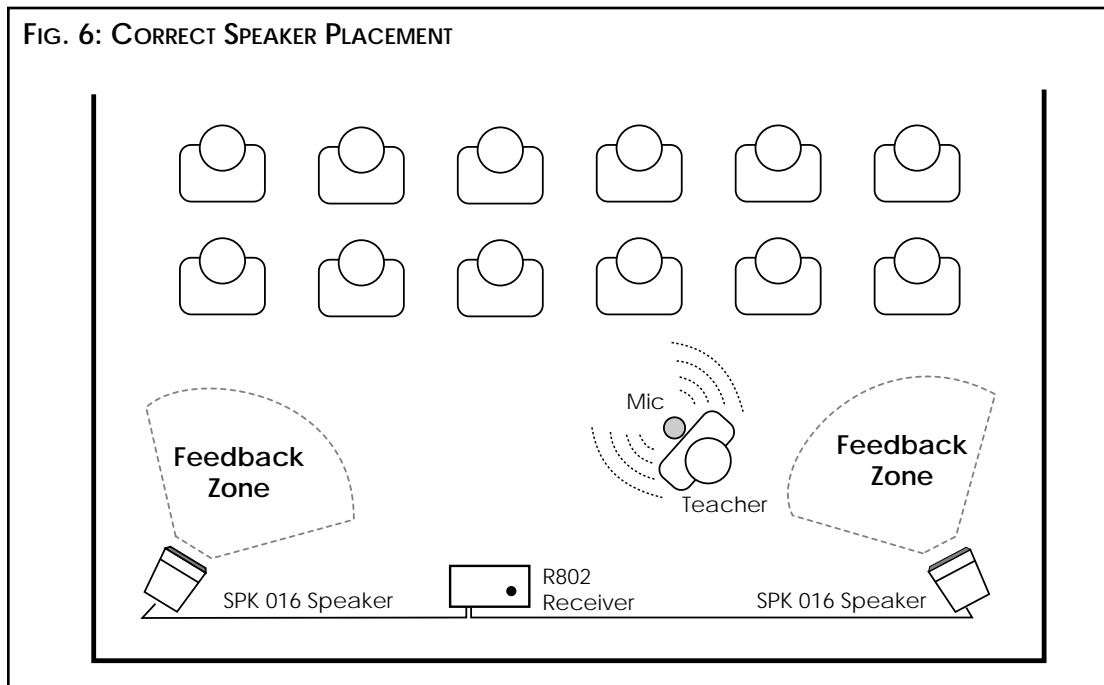 FIG. 6: CORRECT SPEAKER PLACEMENT
Mic
Feedback
Zone
Feedback
Zone
Teacher
SPK 016 Speaker
R802
Receiver
SPK 016 Speaker